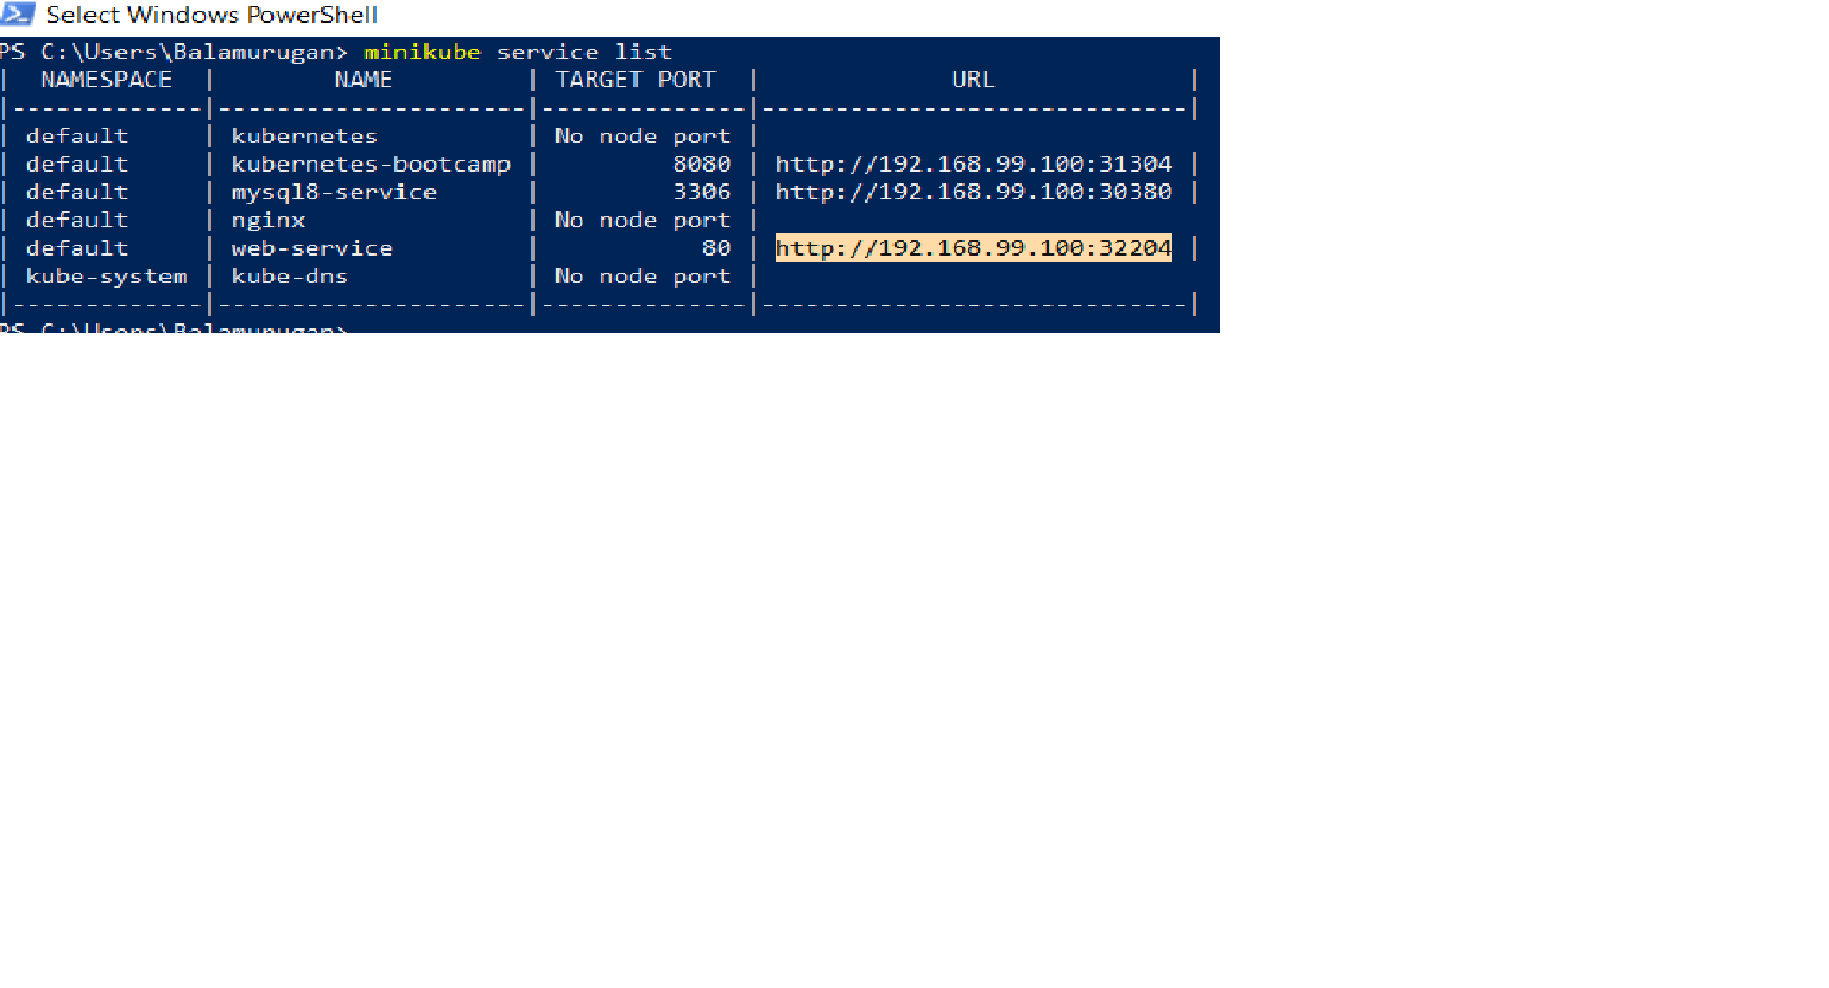 Select Windows PowerShell
PS C:\Users\Balamurugan> minikube service list
| NAMESPACE | NAME | TARGET PORT | URL |
|-------------|---------------------|--------------|-----------------------------|
| default | kubernetes | No node port |
| default | kubernetes-bootcamp | 8080 | http://192.168.99.100:31304 |
| default | mysql8-service | 3306 | http://192.168.99.100:30380 |
| default | nginx | No node port |
| default | web-service | 80 | http://192.168.99.100:32204 |
| kube-system | kube-dns | No node port |
|-------------|---------------------|--------------|-----------------------------|
PS C:\Users\Balamurugan>